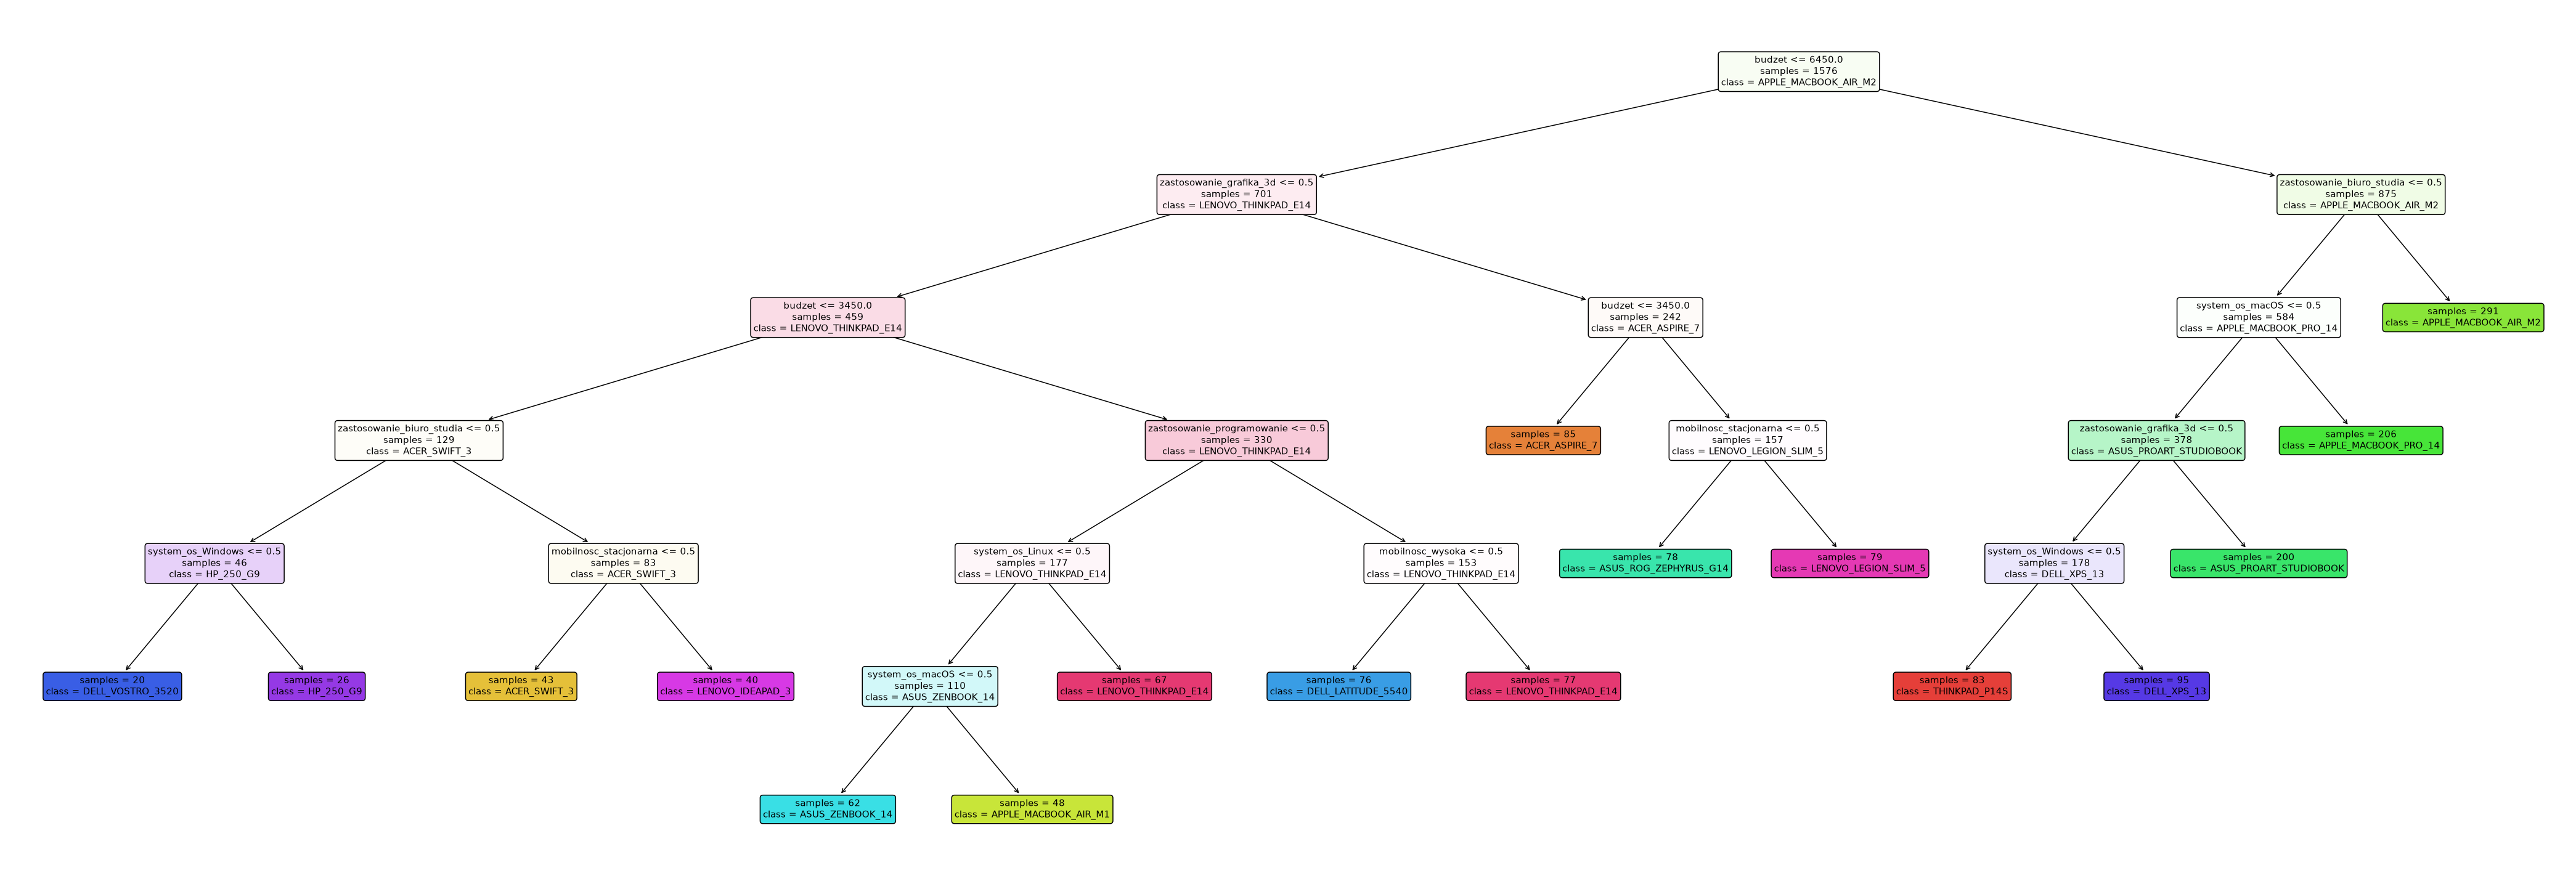 budzet <= 6450.0
samples = 1576
class = APPLE_MACBOOK_AIR_M2
zastosowanie_grafika_3d <= 0.5
samples = 701
class = LENOVO_THINKPAD_E14
zastosowanie_biuro_studia <= 0.5
samples = 875
class = APPLE_MACBOOK_AIR_M2
budzet <= 3450.0
samples = 459
class = LENOVO_THINKPAD_E14
budzet <= 3450.0
samples = 242
class = ACER_ASPIRE_7
system_os_macOS <= 0.5
samples = 584
class = APPLE_MACBOOK_PRO_14
samples = 291
class = APPLE_MACBOOK_AIR_M2
zastosowanie_biuro_studia <= 0.5
samples = 129
class = ACER_SWIFT_3
zastosowanie_programowanie <= 0.5
samples = 330
class = LENOVO_THINKPAD_E14
samples = 85
class = ACER_ASPIRE_7
mobilnosc_stacjonarna <= 0.5
samples = 157
class = LENOVO_LEGION_SLIM_5
zastosowanie_grafika_3d <= 0.5
samples = 378
class = ASUS_PROART_STUDIOBOOK
samples = 206
class = APPLE_MACBOOK_PRO_14
system_os_Windows <= 0.5
samples = 46
class = HP_250_G9
mobilnosc_stacjonarna <= 0.5
samples = 83
class = ACER_SWIFT_3
system_os_Linux <= 0.5
samples = 177
class = LENOVO_THINKPAD_E14
mobilnosc_wysoka <= 0.5
samples = 153
class = LENOVO_THINKPAD_E14
samples = 78
class = ASUS_ROG_ZEPHYRUS_G14
samples = 79
class = LENOVO_LEGION_SLIM_5
system_os_Windows <= 0.5
samples = 178
class = DELL_XPS_13
samples = 200
class = ASUS_PROART_STUDIOBOOK
samples = 20
class = DELL_VOSTRO_3520
samples = 26
class = HP_250_G9
samples = 43
class = ACER_SWIFT_3
samples = 40
class = LENOVO_IDEAPAD_3
system_os_macOS <= 0.5
samples = 110
class = ASUS_ZENBOOK_14
samples = 67
class = LENOVO_THINKPAD_E14
samples = 76
class = DELL_LATITUDE_5540
samples = 77
class = LENOVO_THINKPAD_E14
samples = 83
class = THINKPAD_P14S
samples = 95
class = DELL_XPS_13
samples = 62
class = ASUS_ZENBOOK_14
samples = 48
class = APPLE_MACBOOK_AIR_M1